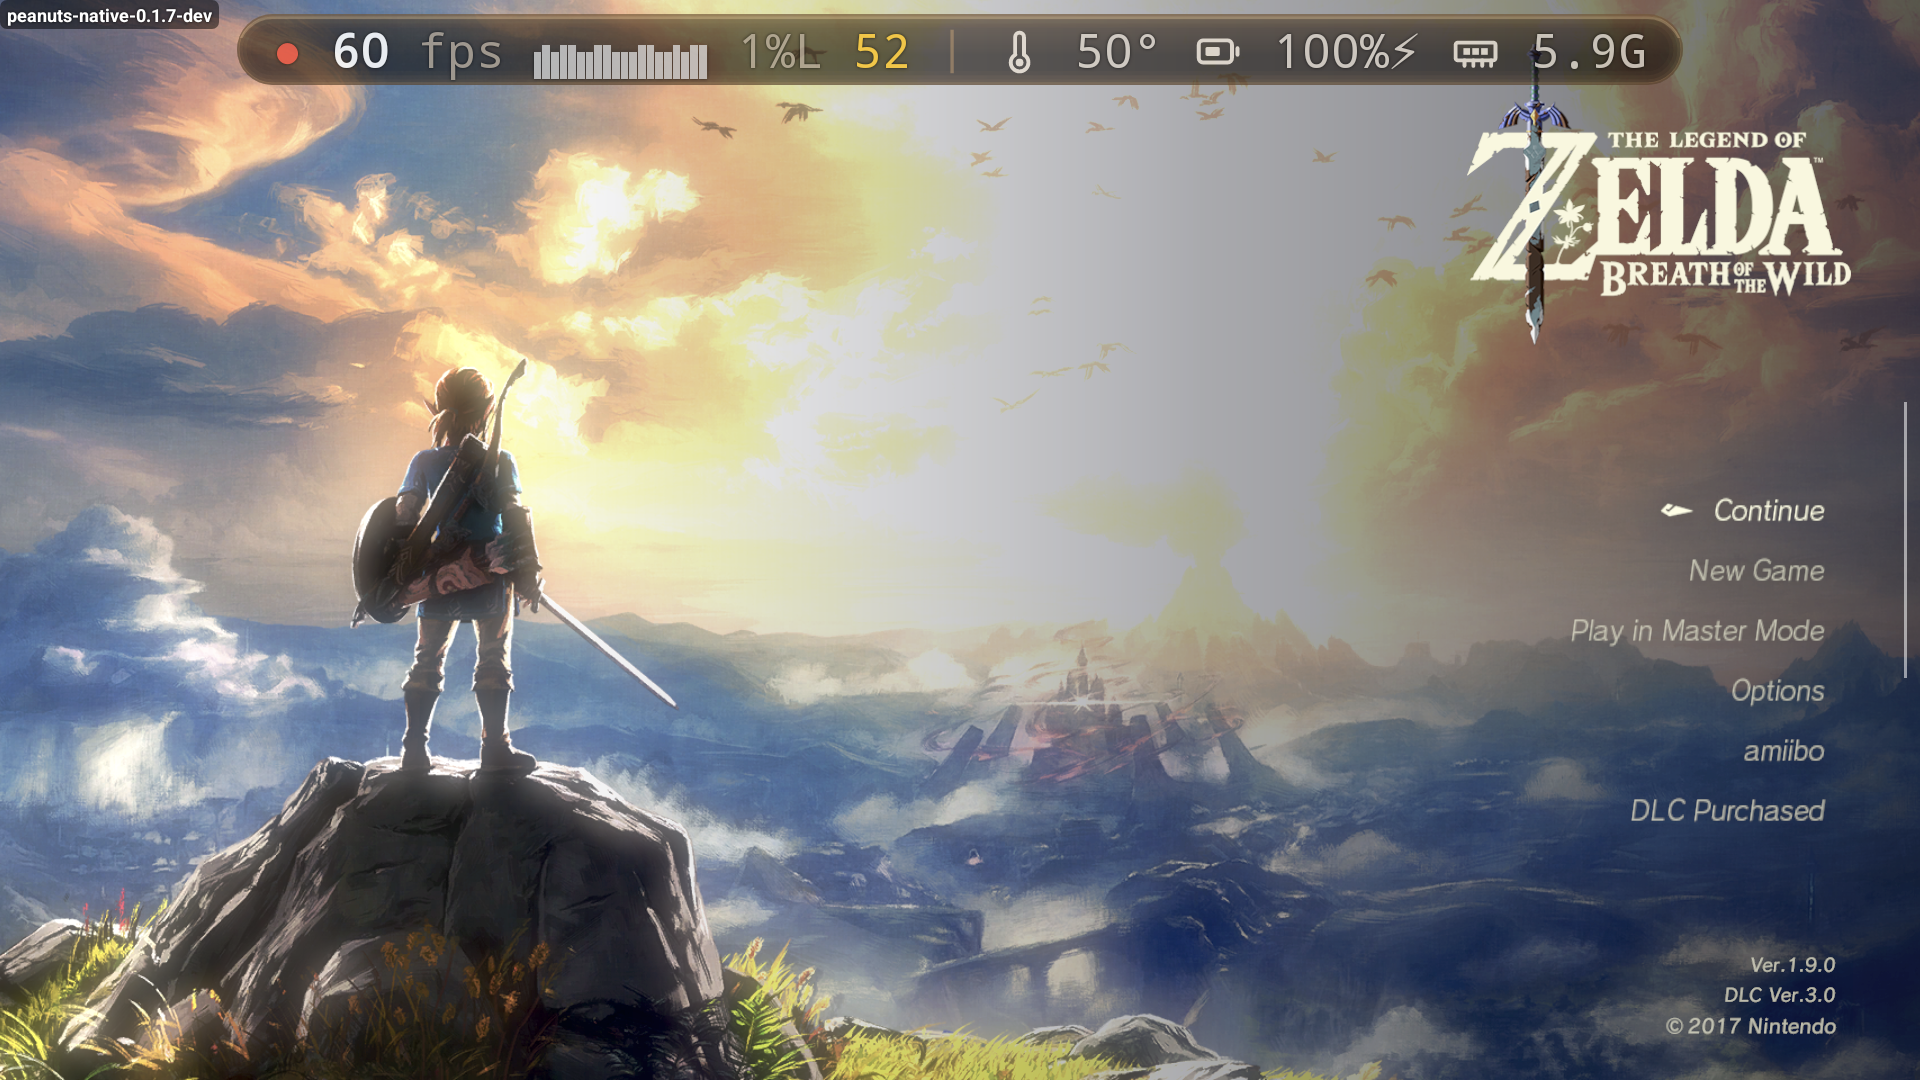 peanuts-native-0.1.7-dev
60 fps 1%L 52 | 50° 100% 5.9G
THE LEGEND OF
ZELDA™
BREATH OF THE WILD
Continue
New Game
Play in Master Mode
Options
amiibo
DLC Purchased
Ver.1.9.0
DLC Ver.3.0
© 2017 Nintendo